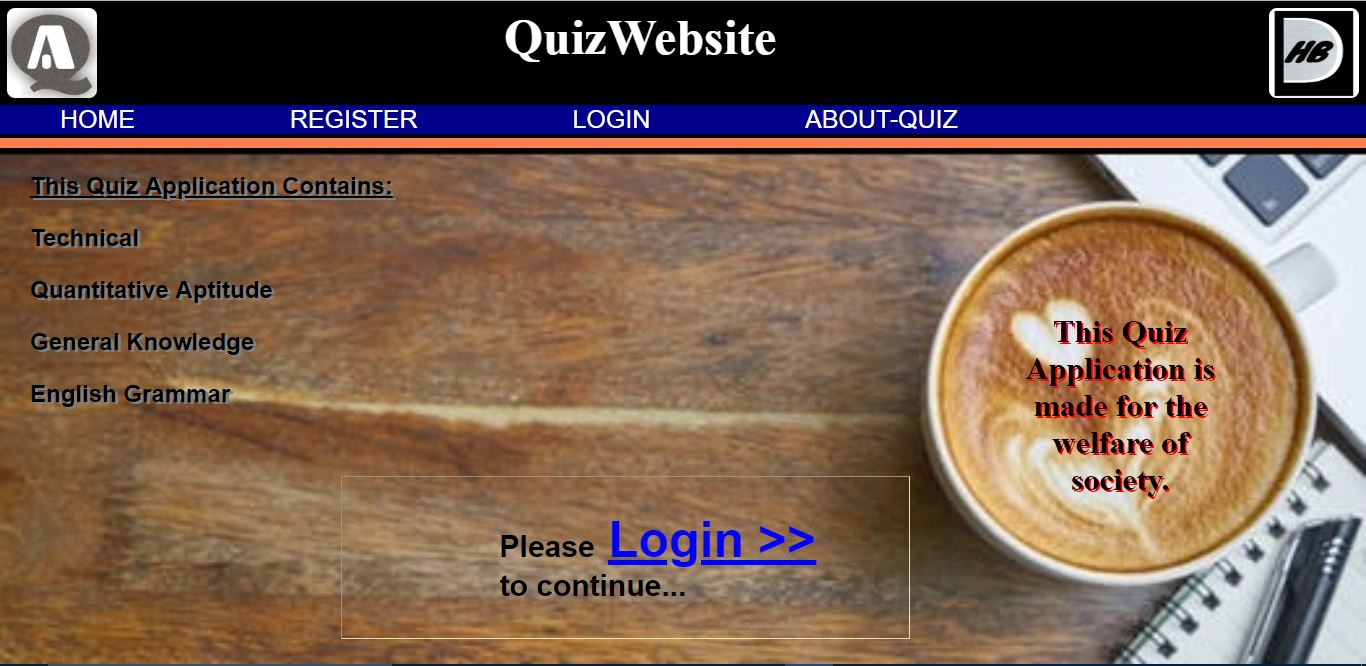 A
QuizWebsite
HB
HOME REGISTER LOGIN ABOUT-QUIZ
This Quiz Application Contains:
Technical
Quantitative Aptitude
General Knowledge
English Grammar
This Quiz
Application is
made for the
welfare of
society.
Please Login >>
to continue...